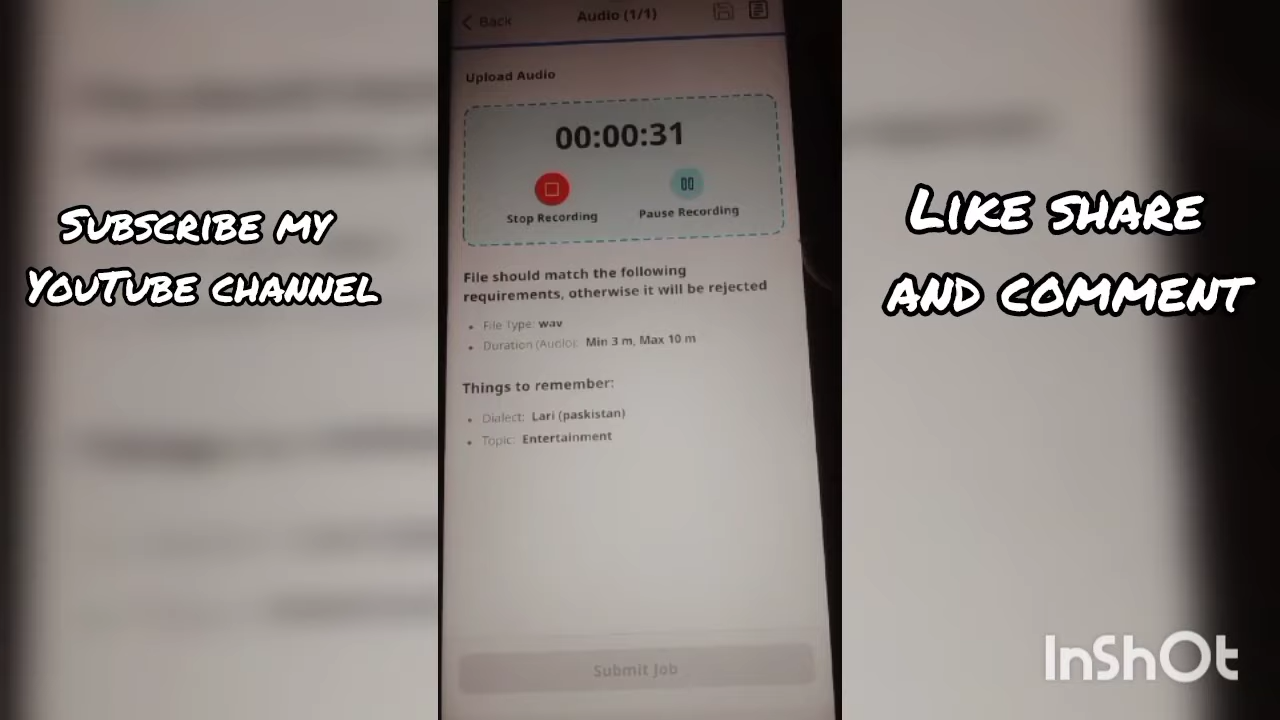 Back
Audio (1/1)
Upload Audio
00:00:31
Stop Recording
Pause Recording
File should match the following
requirements, otherwise it will be rejected
File Type: wav
Duration (Audio): Min 3 m, Max 10 m
Things to remember:
Dialect: Lari (paskistan)
Topic: Entertainment
Submit Job
Subscribe my
YouTube channel
Like share
and comment
InShOt